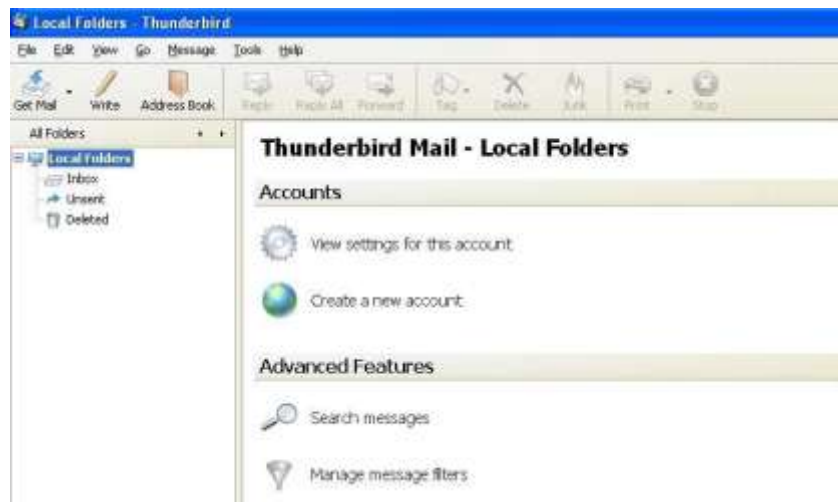 Local Folders - Thunderbird
File Edit View Go Message Tools Help
Get Mail Write Address Book Reply Reply All Forward Tag Delete Junk Print Stop
All Folders
Local Folders
Inbox
Unsent
Deleted
Thunderbird Mail - Local Folders
Accounts
View settings for this account
Create a new account
Advanced Features
Search messages
Manage message filters